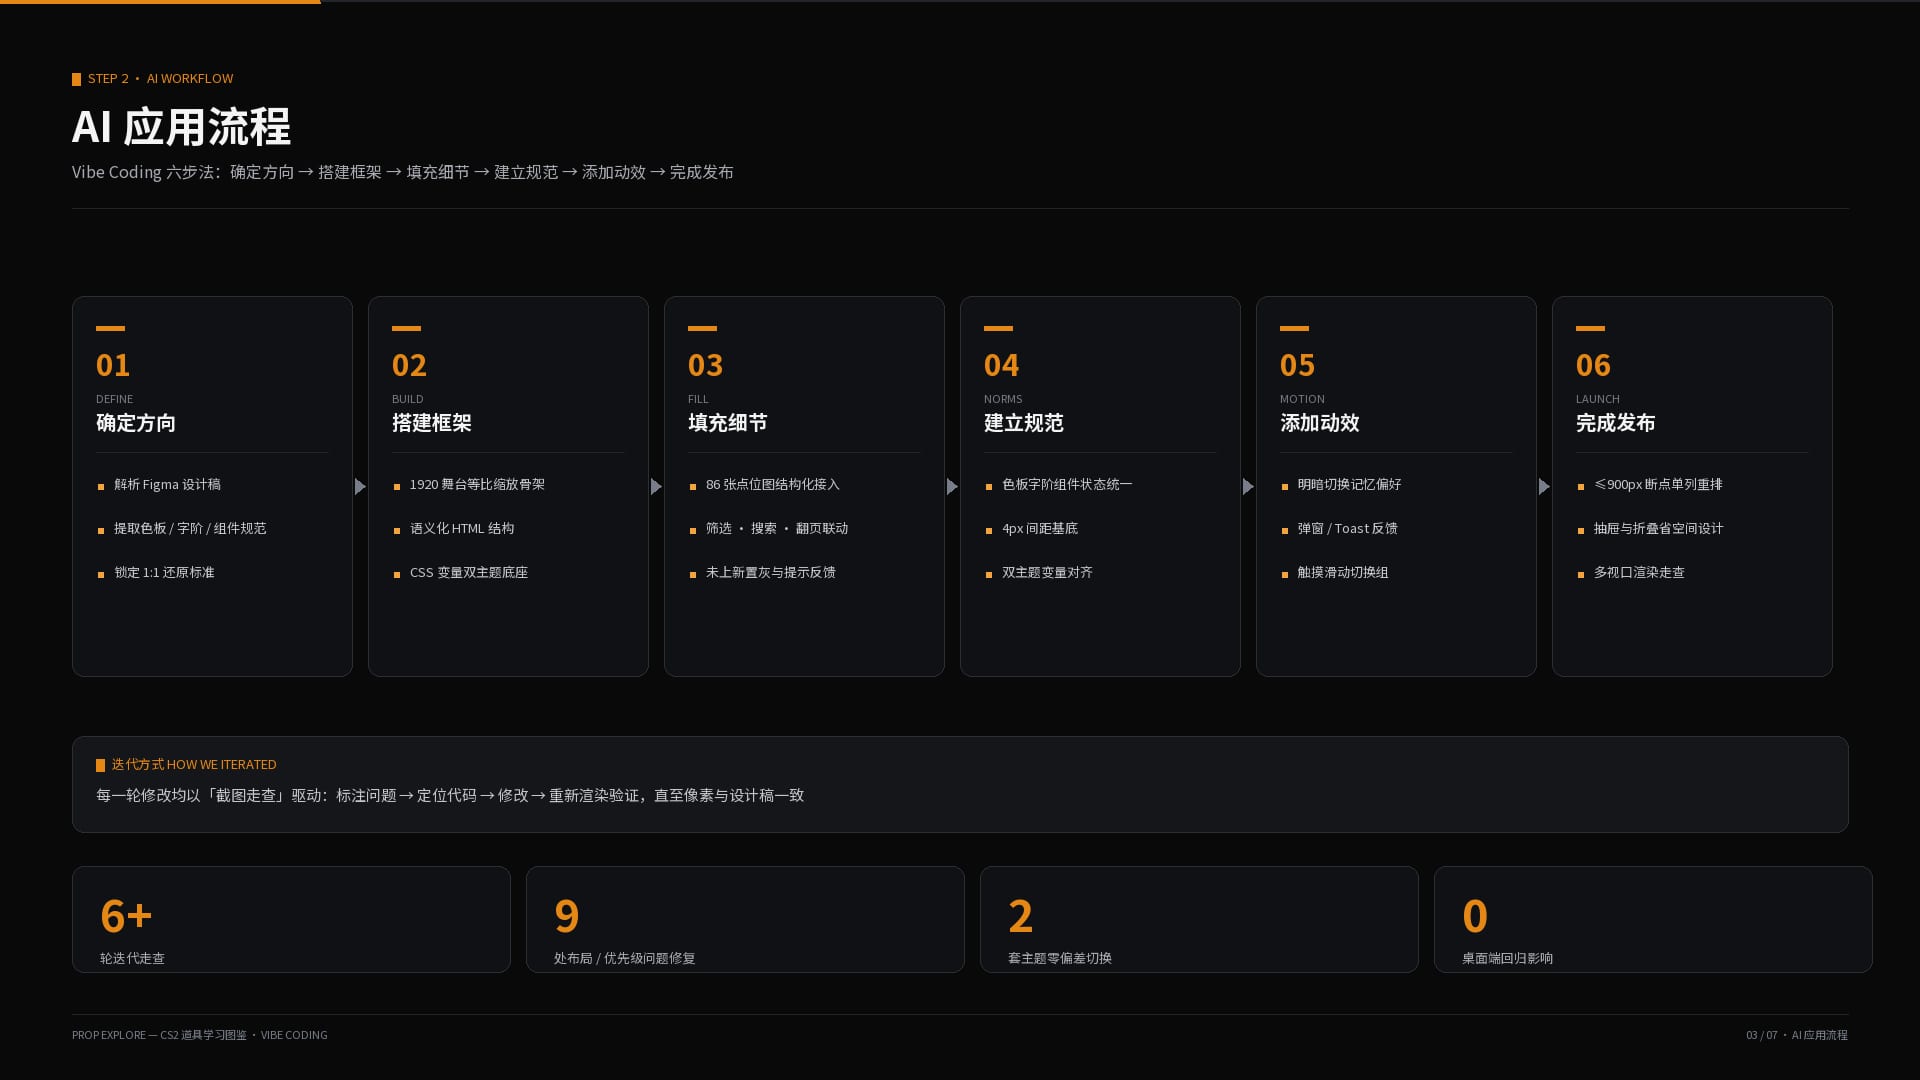 STEP 2 · AI WORKFLOW
AI 应用流程
Vibe Coding 六步法：确定方向 → 搭建框架 → 填充细节 → 建立规范 → 添加动效 → 完成发布
01
DEFINE
确定方向
解析 Figma 设计稿
提取色板 / 字阶 / 组件规范
锁定 1:1 还原标准
02
BUILD
搭建框架
1920 舞台等比缩放骨架
语义化 HTML 结构
CSS 变量双主题底座
03
FILL
填充细节
86 张点位图结构化接入
筛选 · 搜索 · 翻页联动
未上新置灰与提示反馈
04
NORMS
建立规范
色板字阶组件状态统一
4px 间距基底
双主题变量对齐
05
MOTION
添加动效
明暗切换记忆偏好
弹窗 / Toast 反馈
触摸滑动切换组
06
LAUNCH
完成发布
≤900px 断点单列重排
抽屉与折叠省空间设计
多视口渲染走查
迭代方式 HOW WE ITERATED
每一轮修改均以「截图走查」驱动：标注问题 → 定位代码 → 修改 → 重新渲染验证，直至像素与设计稿一致
6+
轮迭代走查
9
处布局 / 优先级问题修复
2
套主题零偏差切换
0
桌面端回归影响
PROP EXPLORE — CS2 道具学习图鉴 · VIBE CODING
03 / 07 · AI 应用流程